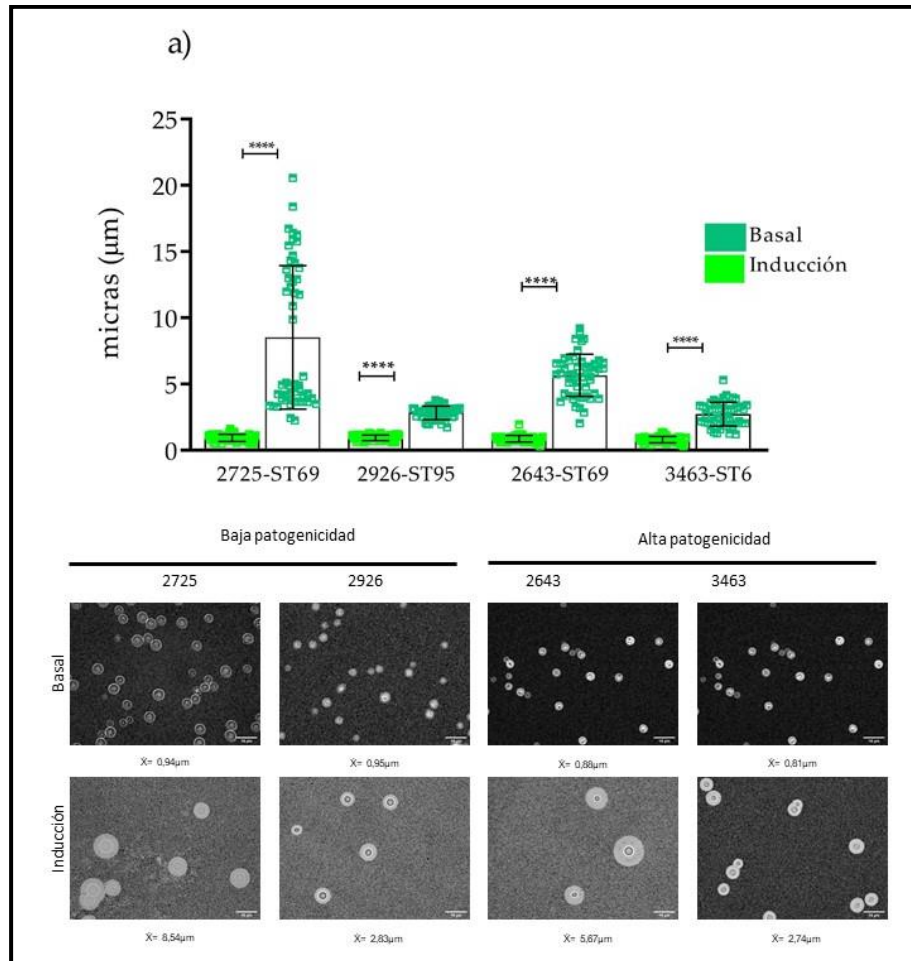 a)
25
20
15
10
5
0
micras (µm)
****
****
****
****
Basal
Inducción
2725-ST69
2926-ST95
2643-ST69
3463-ST6
Baja patogenicidad
Alta patogenicidad
2725
2926
2643
3463
Basal
X̄= 0,94µm
X̄= 0,95µm
X̄= 0,88µm
X̄= 0,81µm
Inducción
X̄= 8,54µm
X̄= 2,83µm
X̄= 5,67µm
X̄= 2,74µm